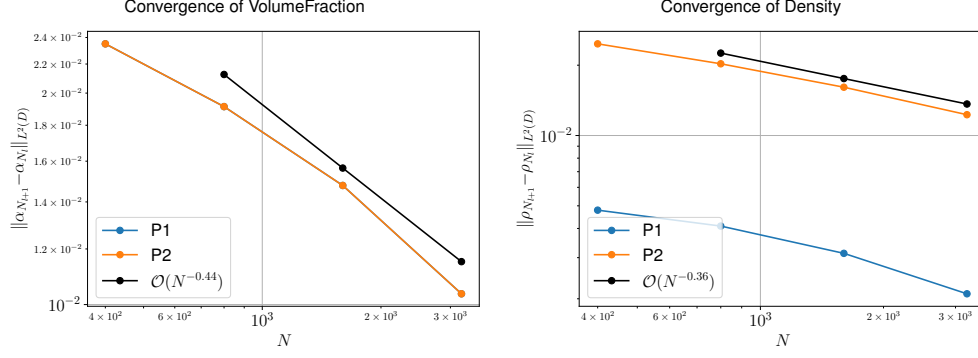 Convergence of VolumeFraction
2.4 × 10⁻²
2.2 × 10⁻²
2 × 10⁻²
1.8 × 10⁻²
1.6 × 10⁻²
1.4 × 10⁻²
1.2 × 10⁻²
10⁻²
||α_{N_{l+1}} − α_{N_l}||_{L²(D)}
P1
P2
𝒪(N^{−0.44})
4 × 10²
6 × 10²
10³
2 × 10³
3 × 10³
N
Convergence of Density
10⁻²
||ρ_{N_{l+1}} − ρ_{N_l}||_{L²(D)}
P1
P2
𝒪(N^{−0.36})
4 × 10²
6 × 10²
10³
2 × 10³
3 × 10³
N